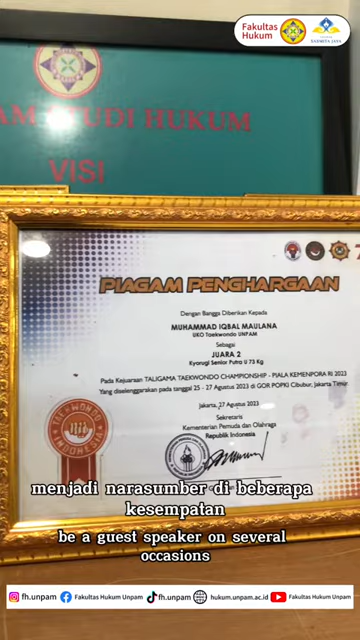 Fakultas
Hukum
SASMITA JAYA
AM STUDI HUKUM
VISI
PIAGAM PENGHARGAAN
Dengan Bangga Diberikan Kepada
MUHAMMAD IQBAL MAULANA
UKO Taekwondo UNPAM
Sebagai
JUARA 2
Kyorugi Senior Putra U 73 Kg
Pada Kejuaraan TALIGAMA TAEKWONDO CHAMPIONSHIP - PIALA KEMENPORA RI 2023
Yang diselenggarakan pada tanggal 25 - 27 Agustus 2023 di GOR POPKI Cibubur, Jakarta Timur
Jakarta, 27 Agustus 2023
Sekretaris
Kementerian Pemuda dan Olahraga
Republik Indonesia
TAEKWONDO
INDONESIA
menjadi narasumber di beberapa
kesempatan
be a guest speaker on several
occasions
fh.unpam
Fakultas Hukum Unpam
fh.unpam
hukum.unpam.ac.id
Fakultas Hukum Unpam